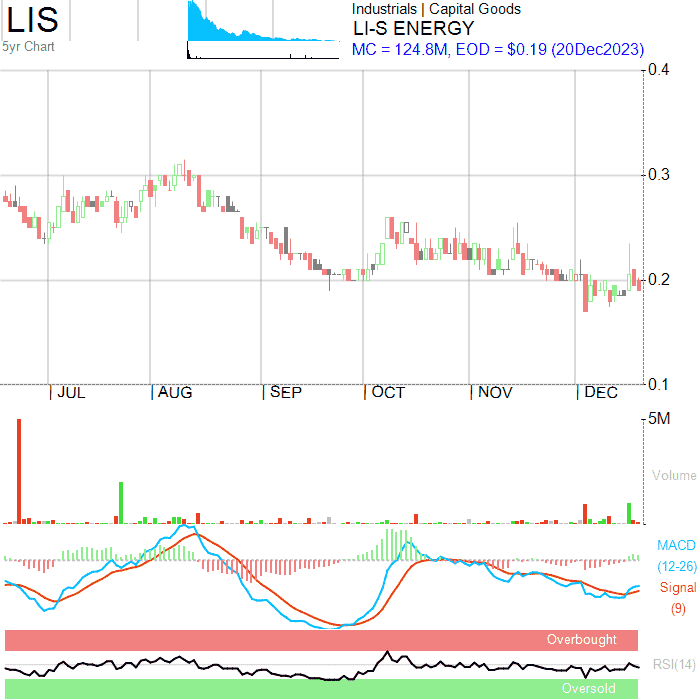 LIS
5yr Chart
Industrials | Capital Goods
LI-S ENERGY
MC = 124.8M, EOD = $0.19 (20Dec2023)
0.4
0.3
0.2
0.1
| JUL | AUG | SEP | OCT | NOV | DEC
5M
Volume
MACD
(12-26)
Signal
(9)
Overbought
RSI(14)
Oversold